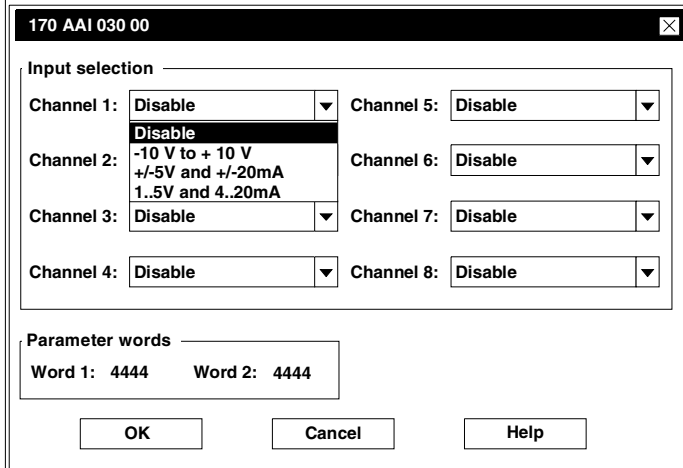 170 AAI 030 00
Input selection
Channel 1: Disable Channel 5: Disable
Disable
-10 V to + 10 V
Channel 2: Channel 6: Disable
+/-5V and +/-20mA
1..5V and 4..20mA
Channel 3: Disable Channel 7: Disable
Channel 4: Disable Channel 8: Disable
Parameter words
Word 1: 4444 Word 2: 4444
OK Cancel Help